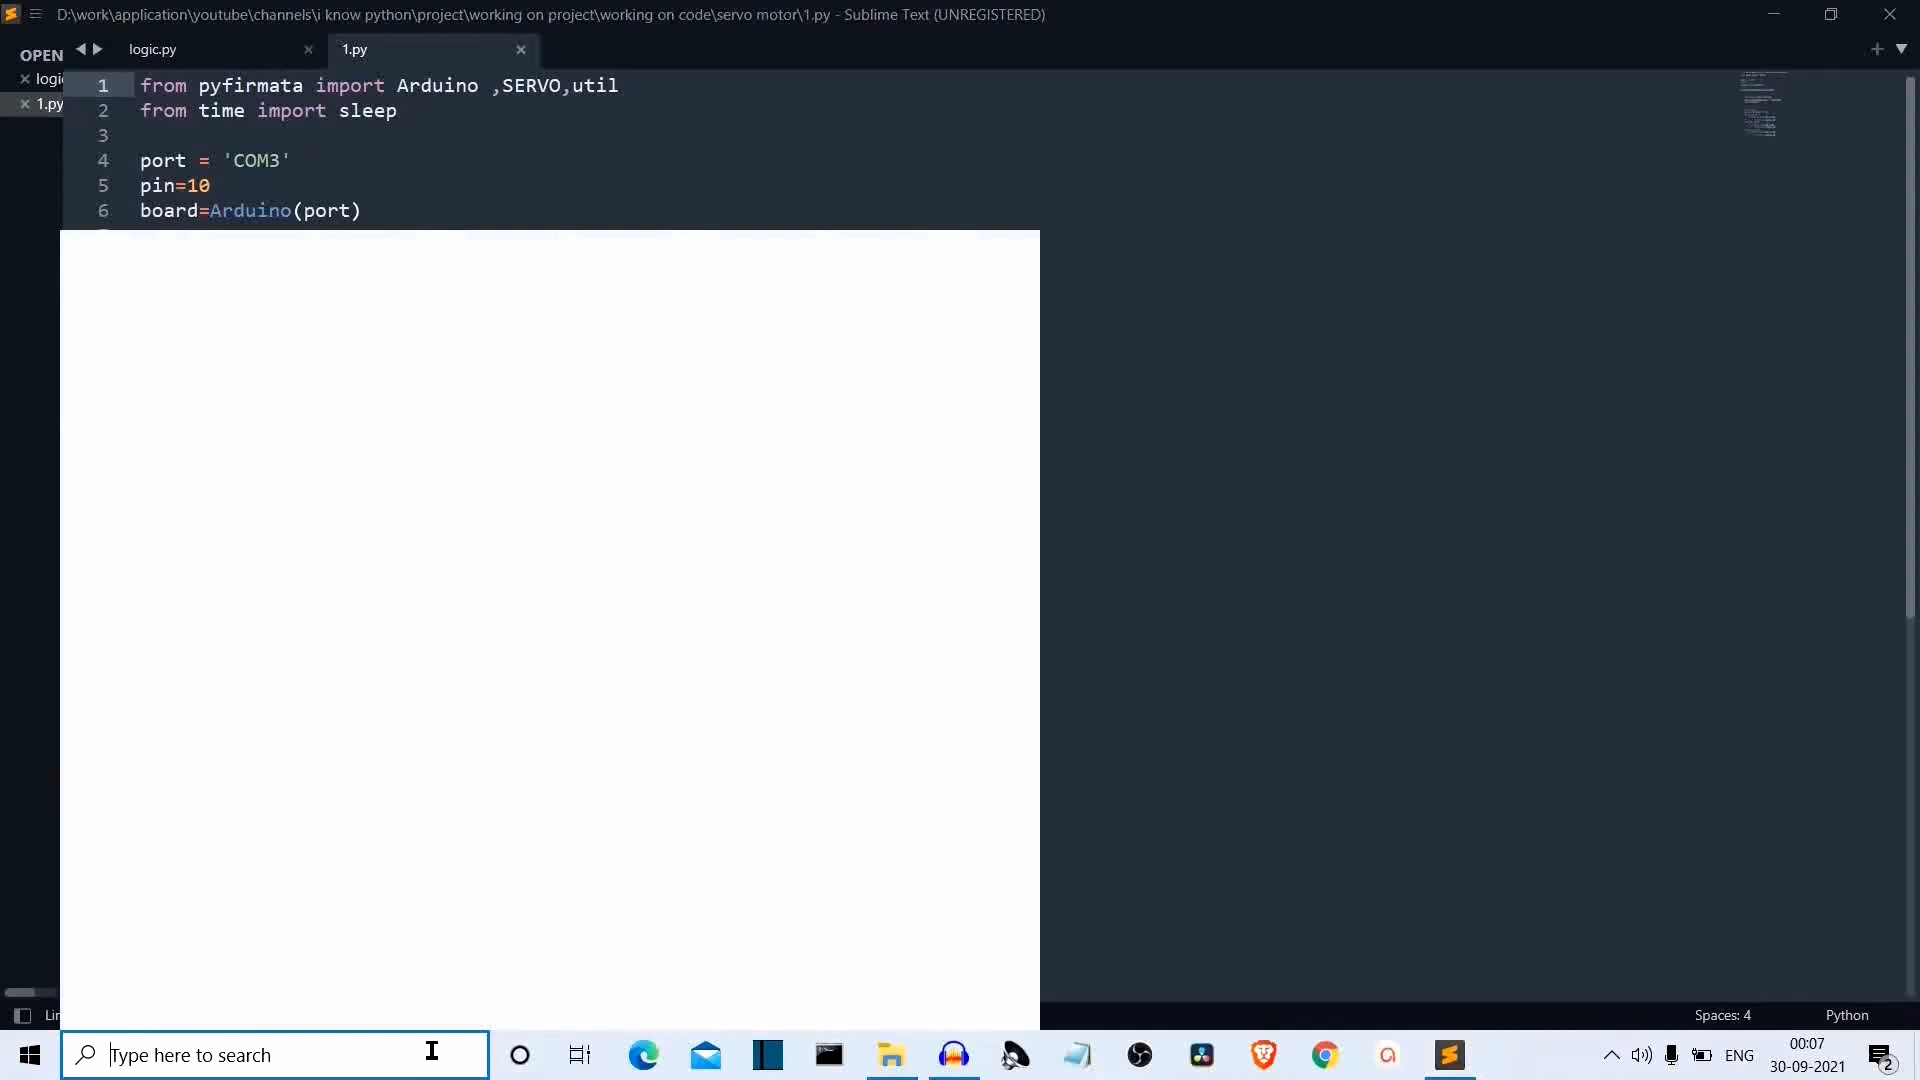 D:\work\application\youtube\channels\i know python\project\working on project\working on code\servo motor\1.py - Sublime Text (UNREGISTERED)
OPEN
logic.py
1.py
logi
1.py
1 from pyfirmata import Arduino ,SERVO,util
2 from time import sleep
3
4 port = 'COM3'
5 pin=10
6 board=Arduino(port)
Lin
Spaces: 4
Python
Type here to search
ENG
00:07
30-09-2021
2